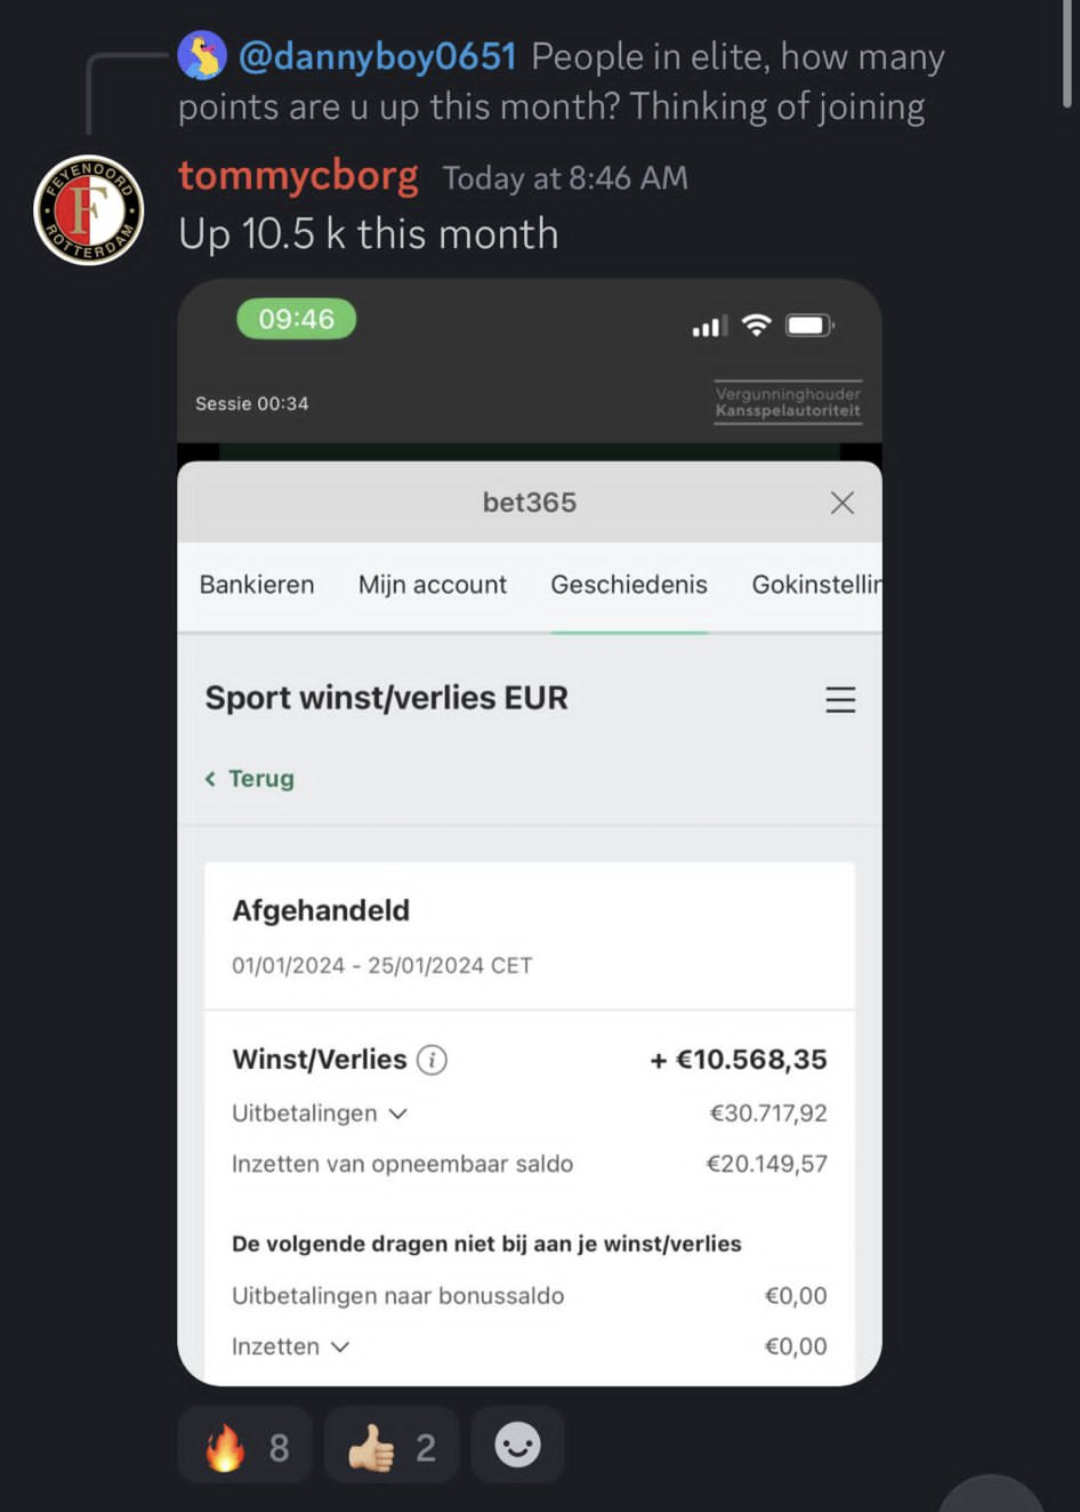 @dannyboy0651 People in elite, how many
points are u up this month? Thinking of joining
FEYENOORD
F
ROTTERDAM
tommycborg Today at 8:46 AM
Up 10.5 k this month
09:46
Sessie 00:34
Vergunninghouder
Kansspelautoriteit
bet365
Bankieren Mijn account Geschiedenis Gokinstellin
Sport winst/verlies EUR
Terug
Afgehandeld
01/01/2024 - 25/01/2024 CET
Winst/Verlies i + €10.568,35
Uitbetalingen €30.717,92
Inzetten van opneembaar saldo €20.149,57
De volgende dragen niet bij aan je winst/verlies
Uitbetalingen naar bonussaldo €0,00
Inzetten €0,00
8 2